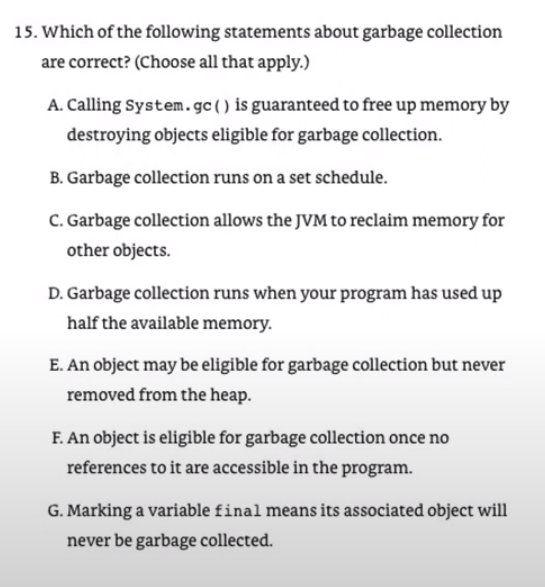 15. Which of the following statements about garbage collection
are correct? (Choose all that apply.)
A. Calling System.gc() is guaranteed to free up memory by
destroying objects eligible for garbage collection.
B. Garbage collection runs on a set schedule.
C. Garbage collection allows the JVM to reclaim memory for
other objects.
D. Garbage collection runs when your program has used up
half the available memory.
E. An object may be eligible for garbage collection but never
removed from the heap.
F. An object is eligible for garbage collection once no
references to it are accessible in the program.
G. Marking a variable final means its associated object will
never be garbage collected.